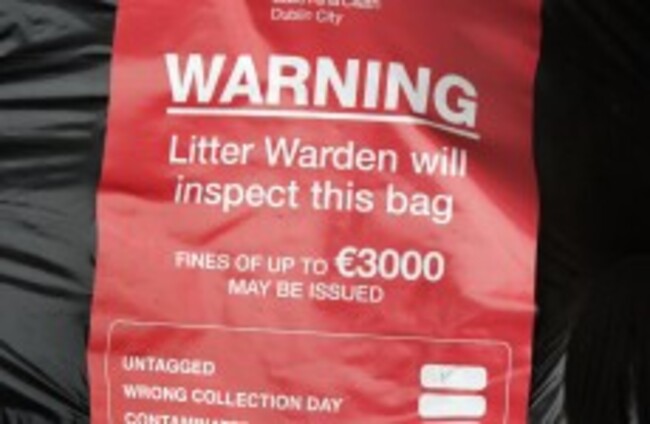 Dublin City
WARNING
Litter Warden will
inspect this bag
FINES OF UP TO €3000
MAY BE ISSUED
UNTAGGED
WRONG COLLECTION DAY